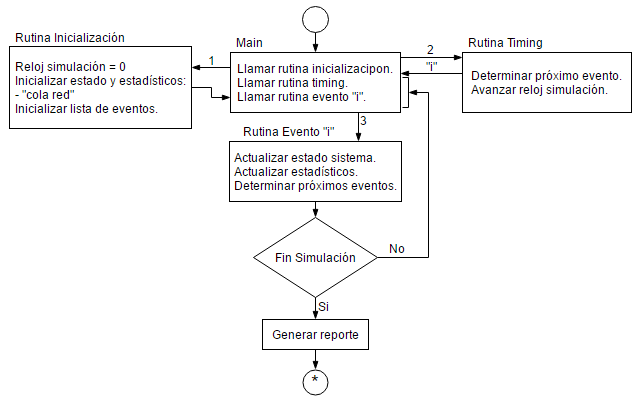 Rutina Inicialización
Reloj simulación = 0
Inicializar estado y estadísticos:
- "cola red"
Inicializar lista de eventos.
1
Main
Llamar rutina inicializacipon.
Llamar rutina timing.
Llamar rutina evento "i".
2
"i"
Rutina Timing
Determinar próximo evento.
Avanzar reloj simulación.
3
Rutina Evento "i"
Actualizar estado sistema.
Actualizar estadísticos.
Determinar próximos eventos.
Fin Simulación
No
Si
Generar reporte
*